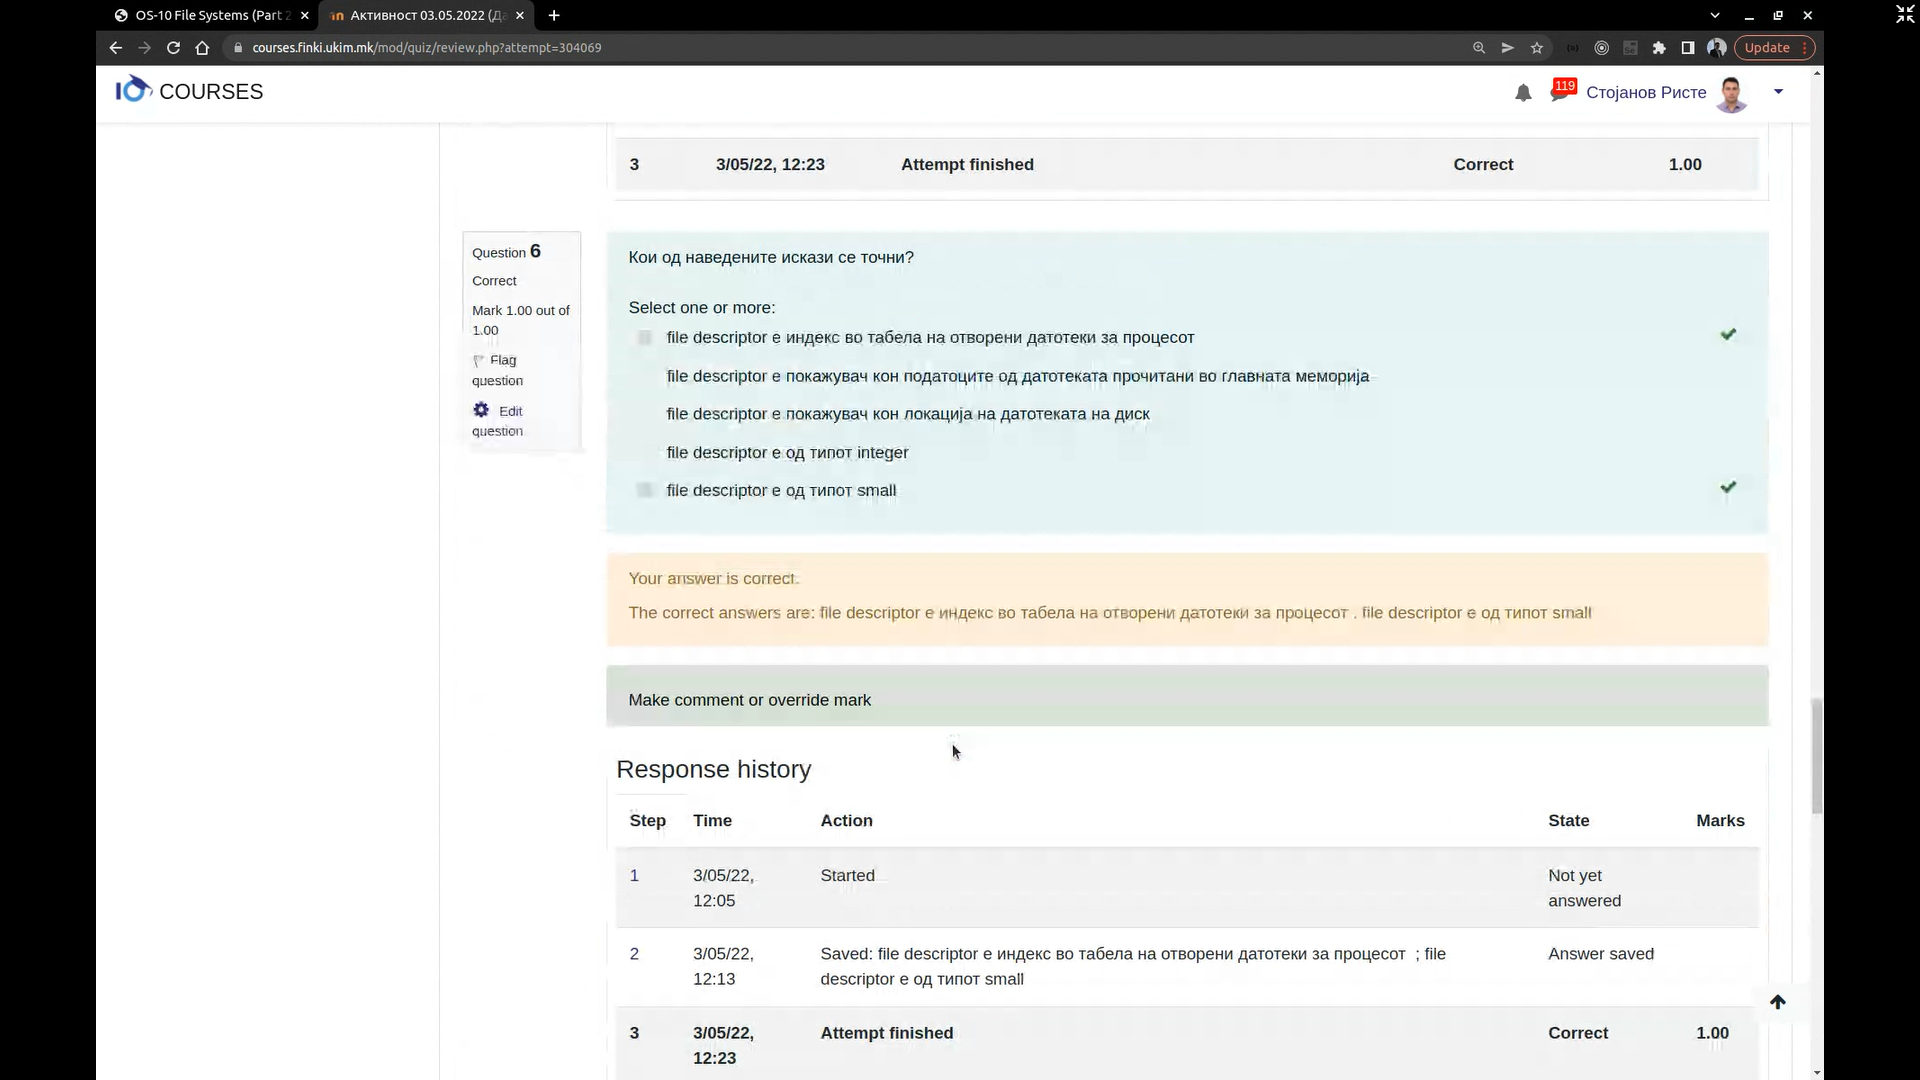 OS-10 File Systems (Part 2
Активност 03.05.2022 (Да
courses.finki.ukim.mk/mod/quiz/review.php?attempt=304069
Update
COURSES
119
Стојанов Ристе
3 3/05/22, 12:23 Attempt finished Correct 1.00
Question 6
Correct
Mark 1.00 out of
1.00
Flag
question
Edit
question
Кои од наведените искази се точни?
Select one or more:
file descriptor е индекс во табела на отворени датотеки за процесот
file descriptor е покажувач кон податоците од датотеката прочитани во главната меморија
file descriptor е покажувач кон локација на датотеката на диск
file descriptor е од типот integer
file descriptor е од типот small
Your answer is correct.
The correct answers are: file descriptor е индекс во табела на отворени датотеки за процесот , file descriptor е од типот small
Make comment or override mark
Response history
Step Time Action State Marks
1 3/05/22, Started Not yet
12:05 answered
2 3/05/22, Saved: file descriptor е индекс во табела на отворени датотеки за процесот ; file Answer saved
12:13 descriptor е од типот small
3 3/05/22, Attempt finished Correct 1.00
12:23